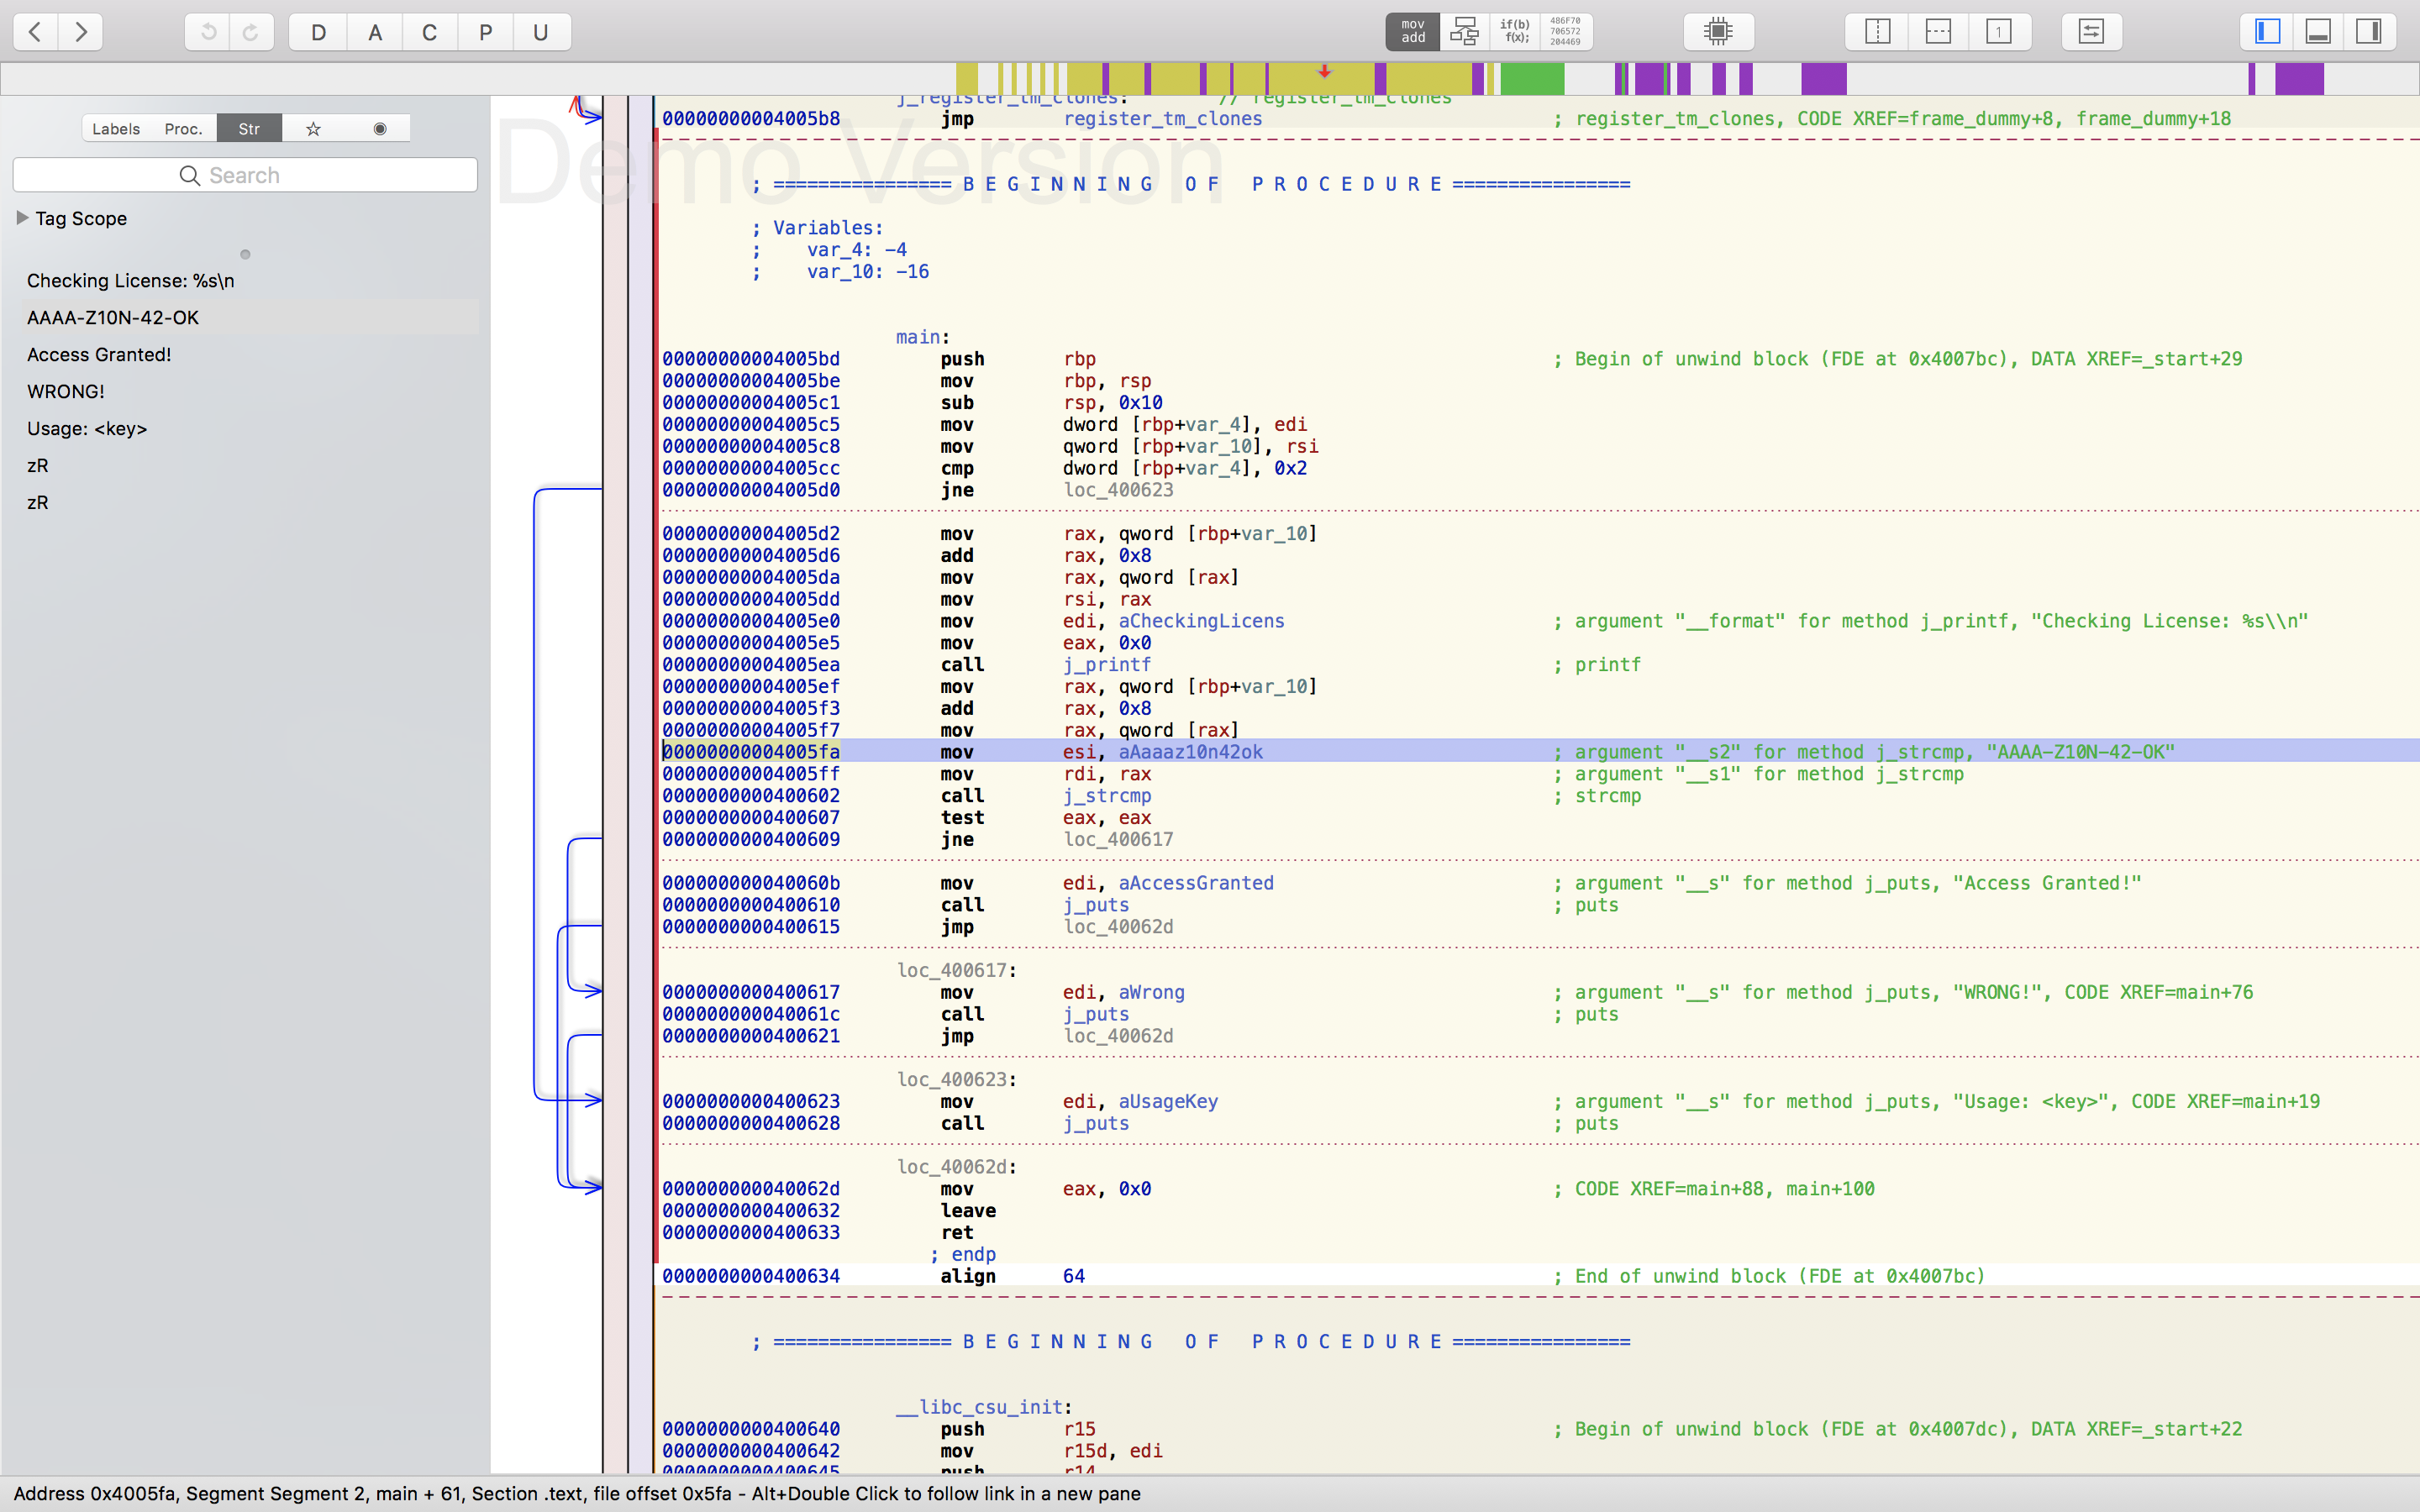 D A C P U
mov add
if(b) f(x);
486F70 706572 204469
1
Labels Proc. Str
Search
Tag Scope
Checking License: %s\n
AAAA-Z10N-42-OK
Access Granted!
WRONG!
Usage: <key>
zR
zR
Demo Version
j_register_tm_clones: // register_tm_clones
00000000004005b8 jmp register_tm_clones ; register_tm_clones, CODE XREF=frame_dummy+8, frame_dummy+18
; ================ B E G I N N I N G   O F   P R O C E D U R E ================
; Variables:
; var_4: -4
; var_10: -16
main:
00000000004005bd push rbp ; Begin of unwind block (FDE at 0x4007bc), DATA XREF=_start+29
00000000004005be mov rbp, rsp
00000000004005c1 sub rsp, 0x10
00000000004005c5 mov dword [rbp+var_4], edi
00000000004005c8 mov qword [rbp+var_10], rsi
00000000004005cc cmp dword [rbp+var_4], 0x2
00000000004005d0 jne loc_400623
00000000004005d2 mov rax, qword [rbp+var_10]
00000000004005d6 add rax, 0x8
00000000004005da mov rax, qword [rax]
00000000004005dd mov rsi, rax
00000000004005e0 mov edi, aCheckingLicens ; argument "__format" for method j_printf, "Checking License: %s\\n"
00000000004005e5 mov eax, 0x0
00000000004005ea call j_printf ; printf
00000000004005ef mov rax, qword [rbp+var_10]
00000000004005f3 add rax, 0x8
00000000004005f7 mov rax, qword [rax]
00000000004005fa mov esi, aAaaaz10n42ok ; argument "__s2" for method j_strcmp, "AAAA-Z10N-42-OK"
00000000004005ff mov rdi, rax ; argument "__s1" for method j_strcmp
0000000000400602 call j_strcmp ; strcmp
0000000000400607 test eax, eax
0000000000400609 jne loc_400617
000000000040060b mov edi, aAccessGranted ; argument "__s" for method j_puts, "Access Granted!"
0000000000400610 call j_puts ; puts
0000000000400615 jmp loc_40062d
loc_400617:
0000000000400617 mov edi, aWrong ; argument "__s" for method j_puts, "WRONG!", CODE XREF=main+76
000000000040061c call j_puts ; puts
0000000000400621 jmp loc_40062d
loc_400623:
0000000000400623 mov edi, aUsageKey ; argument "__s" for method j_puts, "Usage: <key>", CODE XREF=main+19
0000000000400628 call j_puts ; puts
loc_40062d:
000000000040062d mov eax, 0x0 ; CODE XREF=main+88, main+100
0000000000400632 leave
0000000000400633 ret
; endp
0000000000400634 align 64 ; End of unwind block (FDE at 0x4007bc)
; ================ B E G I N N I N G   O F   P R O C E D U R E ================
__libc_csu_init:
0000000000400640 push r15 ; Begin of unwind block (FDE at 0x4007dc), DATA XREF=_start+22
0000000000400642 mov r15d, edi
0000000000400645 push r14
Address 0x4005fa, Segment Segment 2, main + 61, Section .text, file offset 0x5fa - Alt+Double Click to follow link in a new pane